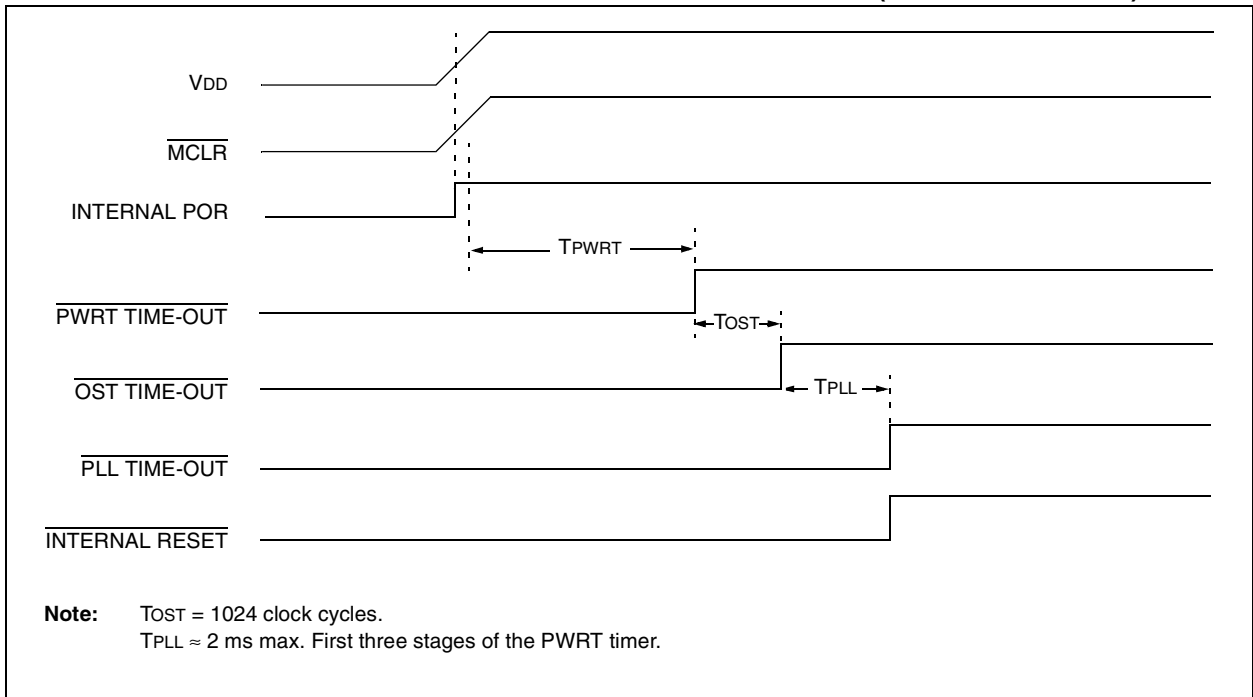 VDD
MCLR
INTERNAL POR
TPWRT
PWRT TIME-OUT
TOST
OST TIME-OUT
TPLL
PLL TIME-OUT
INTERNAL RESET
Note: TOST = 1024 clock cycles.
TPLL ≈ 2 ms max. First three stages of the PWRT timer.